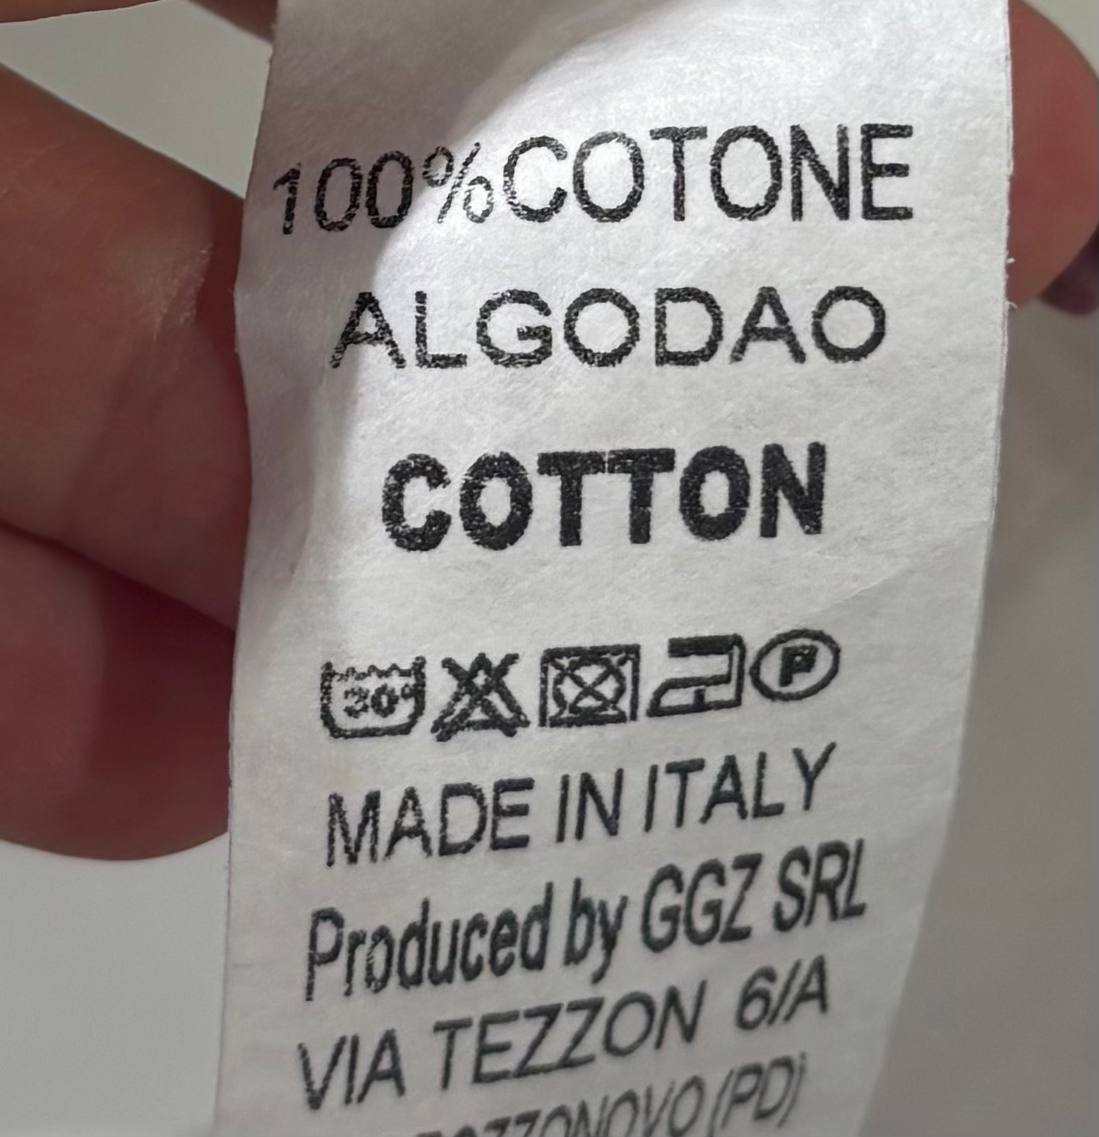 100%COTONE
ALGODAO
COTTON
30° P
MADE IN ITALY
Produced by GGZ SRL
VIA TEZZON 6/A
(PD)